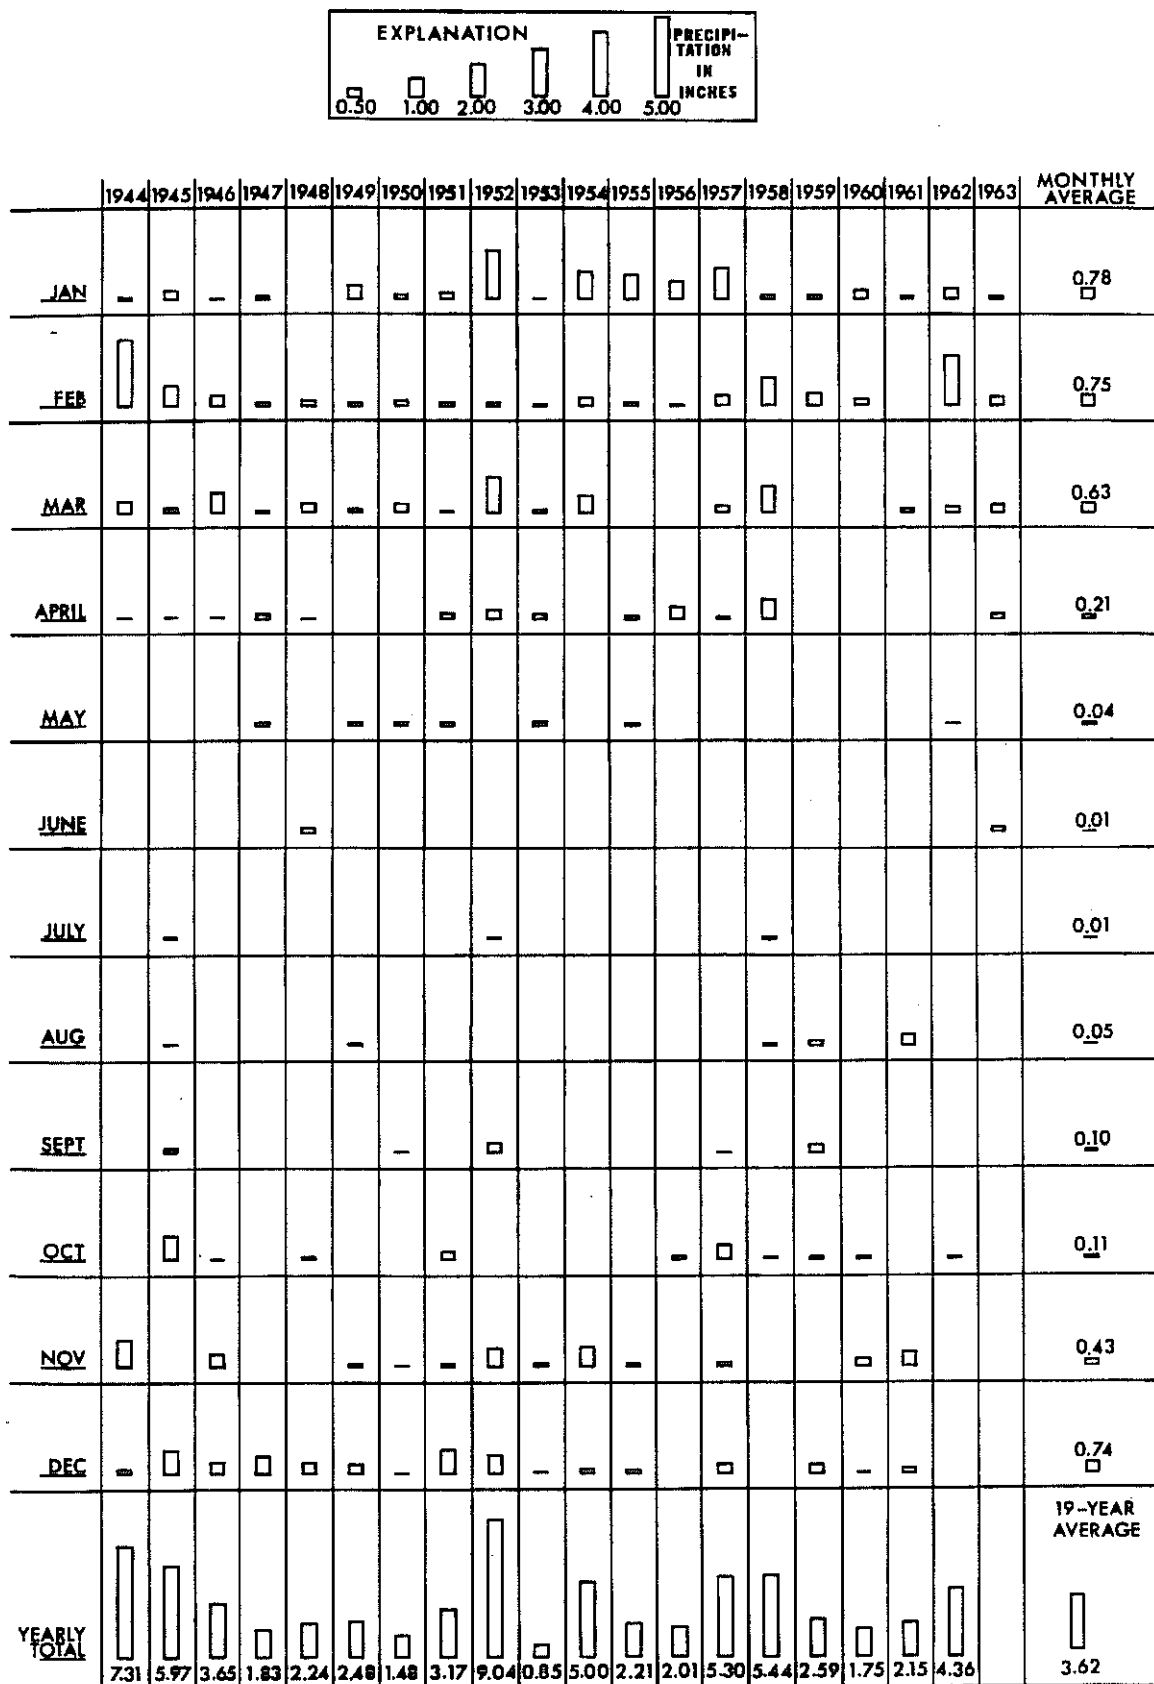 EXPLANATION
PRECIPI-
TATION
IN
INCHES
0.50 1.00 2.00 3.00 4.00 5.00
1944 1945 1946 1947 1948 1949 1950 1951 1952 1953 1954 1955 1956 1957 1958 1959 1960 1961 1962 1963 MONTHLY
AVERAGE
JAN 0.78
FEB 0.75
MAR 0.63
APRIL 0.21
MAY 0.04
JUNE 0.01
JULY 0.01
AUG 0.05
SEPT 0.10
OCT 0.11
NOV 0.43
DEC 0.74
19-YEAR
AVERAGE
YEARLY
TOTAL
7.31 5.97 3.65 1.83 2.24 2.48 1.48 3.17 9.04 0.85 5.00 2.21 2.01 5.30 5.44 2.59 1.75 2.15 4.36 3.62